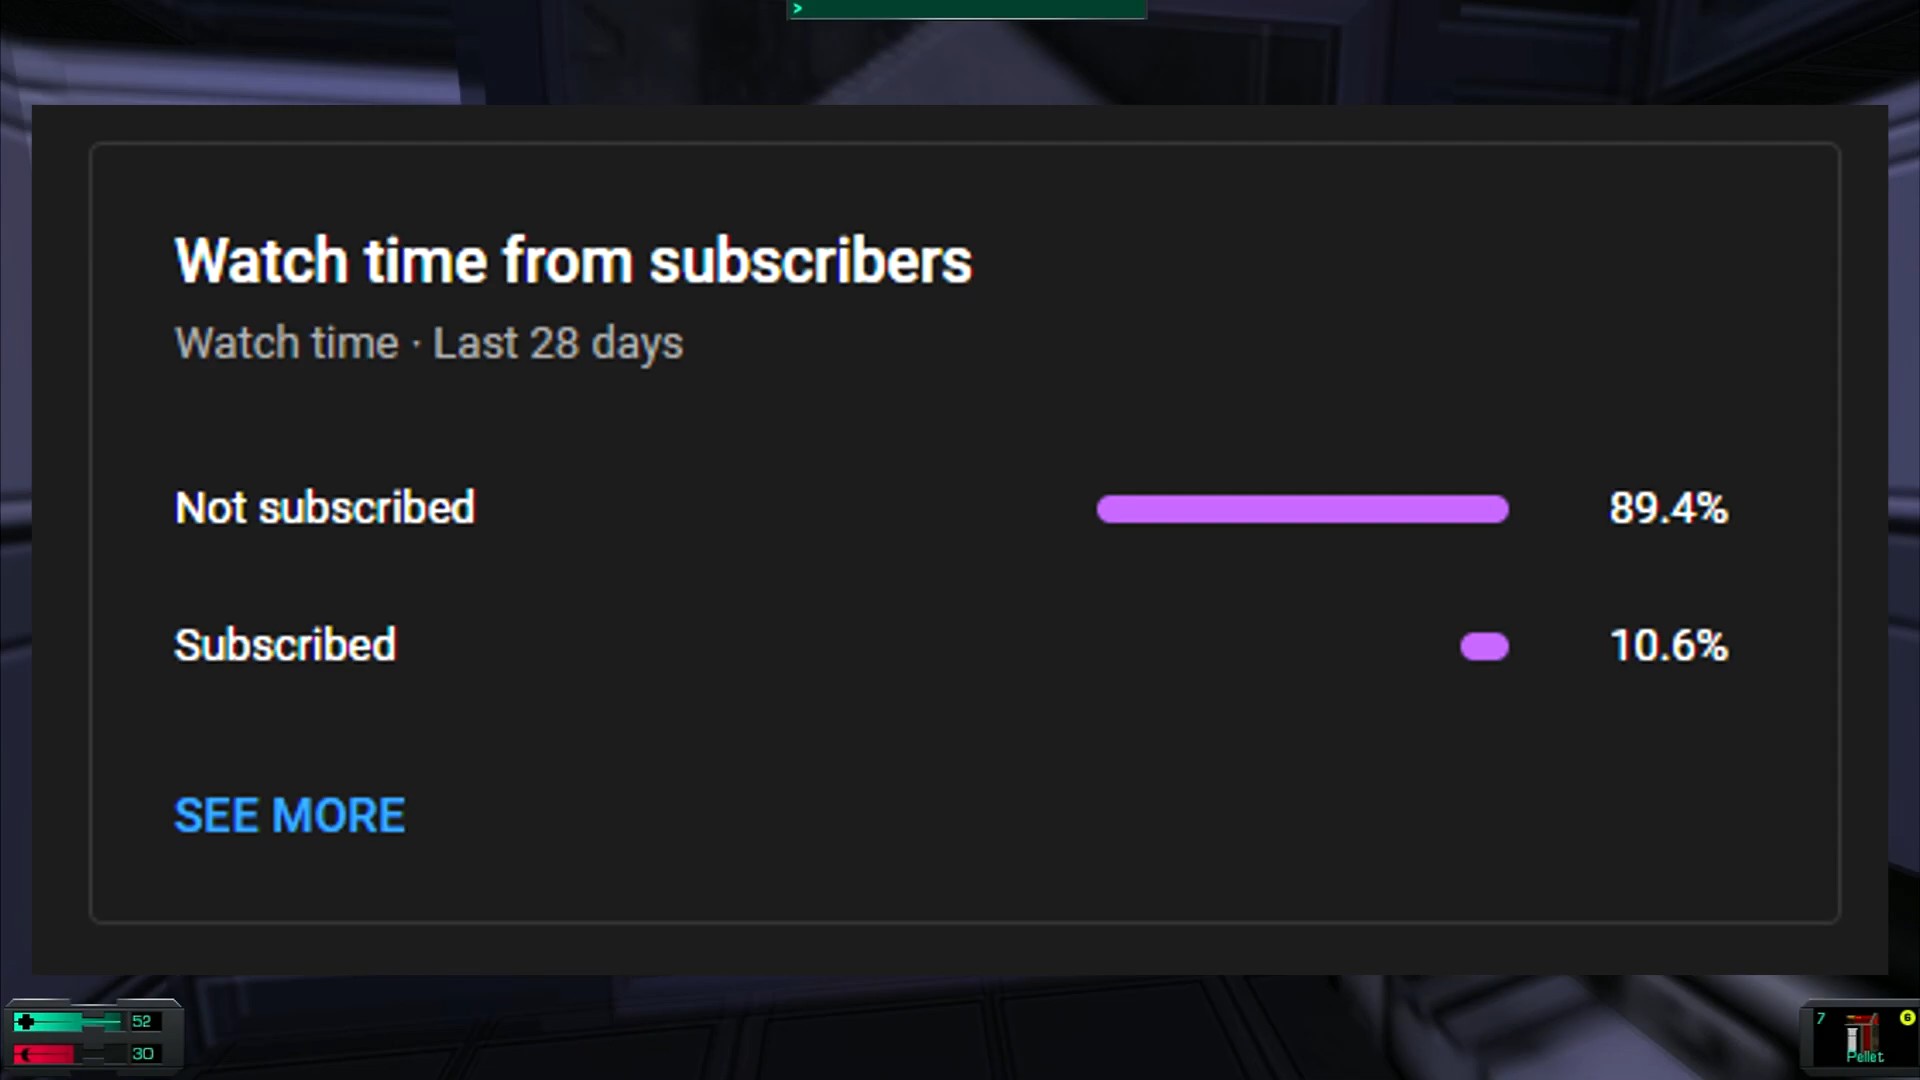 >
Watch time from subscribers
Watch time · Last 28 days
Not subscribed 89.4%
Subscribed 10.6%
SEE MORE
52
30
7 6
Pellet